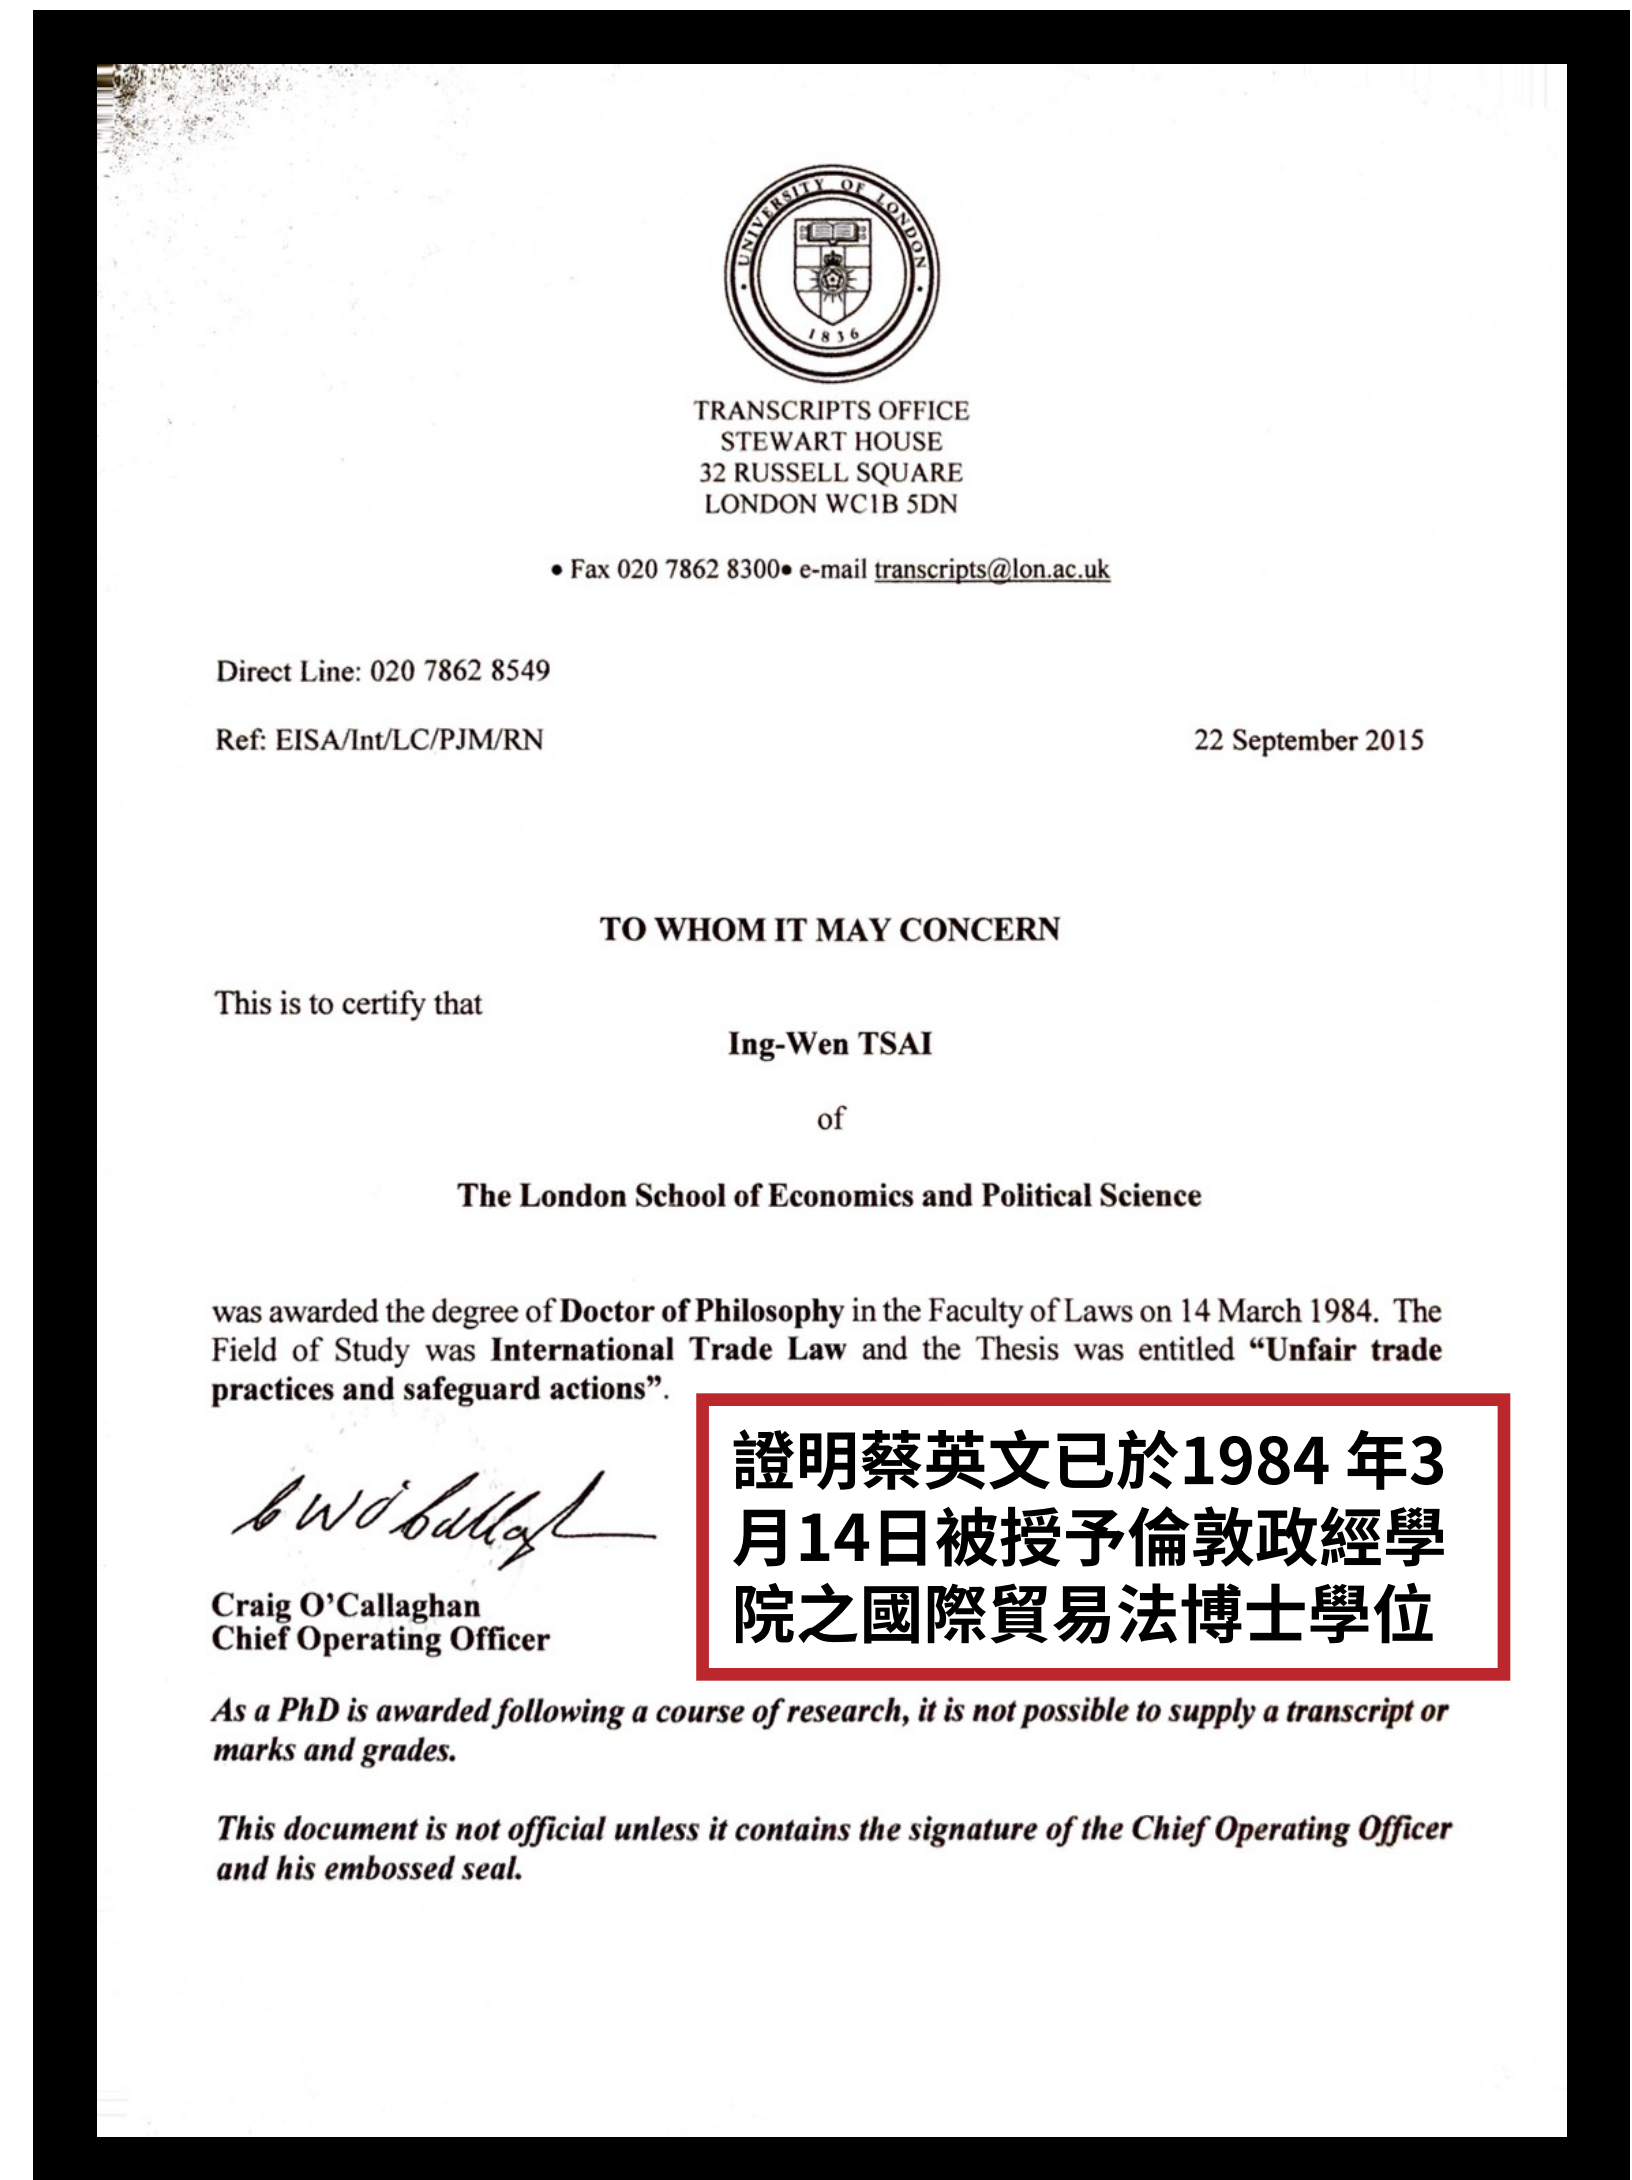 UNIVERSITY OF LONDON
1836
TRANSCRIPTS OFFICE
STEWART HOUSE
32 RUSSELL SQUARE
LONDON WC1B 5DN
• Fax 020 7862 8300• e-mail transcripts@lon.ac.uk
Direct Line: 020 7862 8549
Ref: EISA/Int/LC/PJM/RN
22 September 2015
TO WHOM IT MAY CONCERN
This is to certify that
Ing-Wen TSAI
of
The London School of Economics and Political Science
was awarded the degree of Doctor of Philosophy in the Faculty of Laws on 14 March 1984. The
Field of Study was International Trade Law and the Thesis was entitled “Unfair trade
practices and safeguard actions”.
證明蔡英文已於1984 年3
月14日被授予倫敦政經學
院之國際貿易法博士學位
Craig O’Callaghan
Chief Operating Officer
As a PhD is awarded following a course of research, it is not possible to supply a transcript or
marks and grades.
This document is not official unless it contains the signature of the Chief Operating Officer
and his embossed seal.